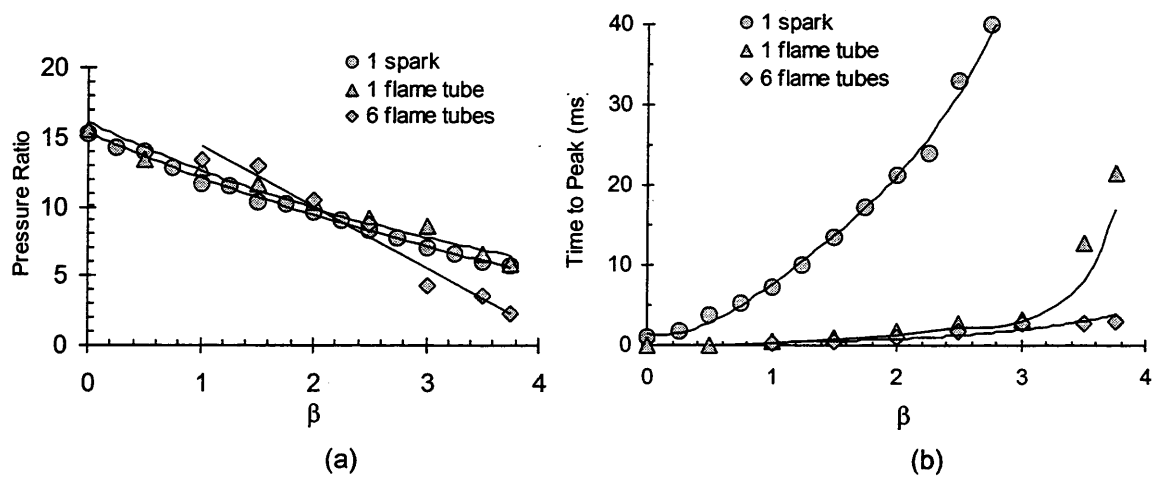 1 spark
1 flame tube
6 flame tubes
Pressure Ratio
20
15
10
5
0
0 1 2 3 4
β
(a)
1 spark
1 flame tube
6 flame tubes
Time to Peak (ms
40
30
20
10
0
0 1 2 3 4
β
(b)